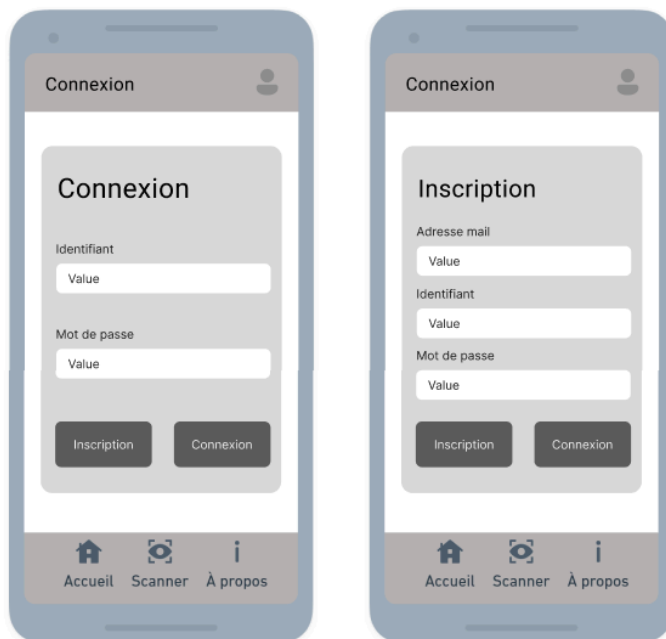 Connexion
Connexion
Identifiant
Value
Mot de passe
Value
Inscription Connexion
Accueil Scanner À propos
Connexion
Inscription
Adresse mail
Value
Identifiant
Value
Mot de passe
Value
Inscription Connexion
Accueil Scanner À propos